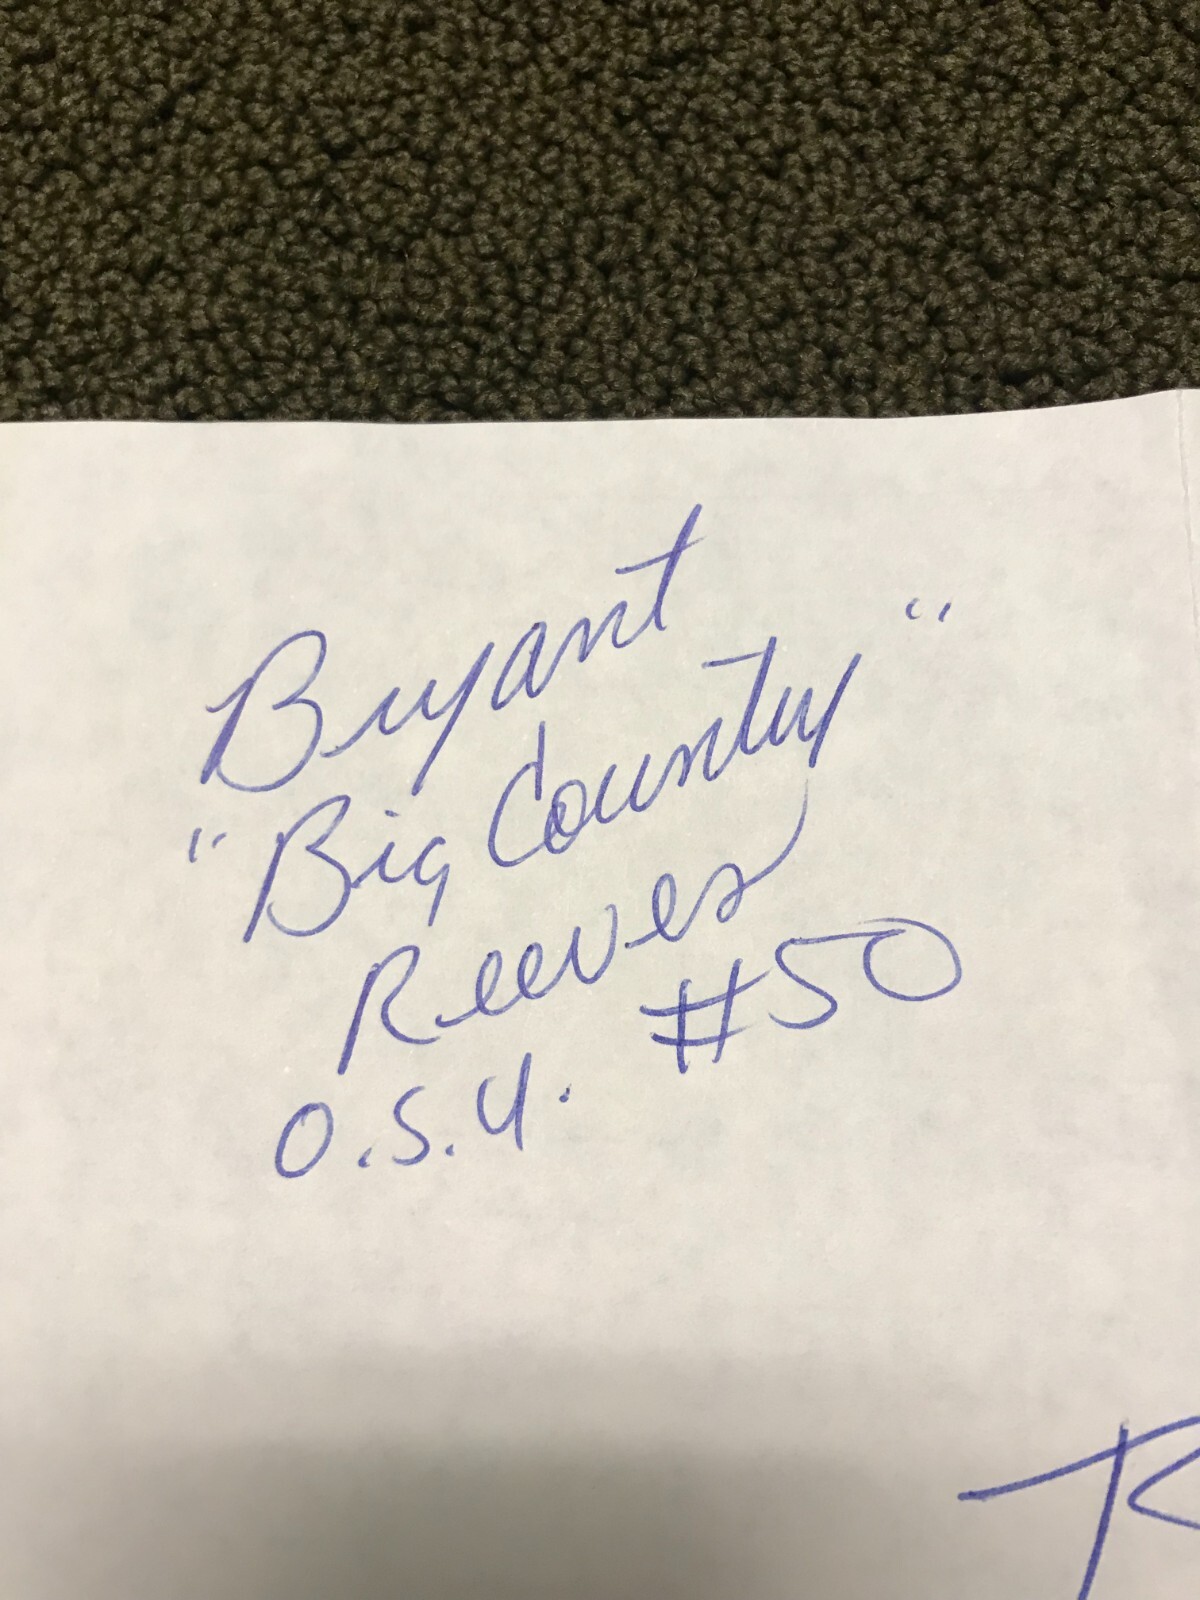 Bryant
"Big Country"
Reeves
#50
O.S.U.
R